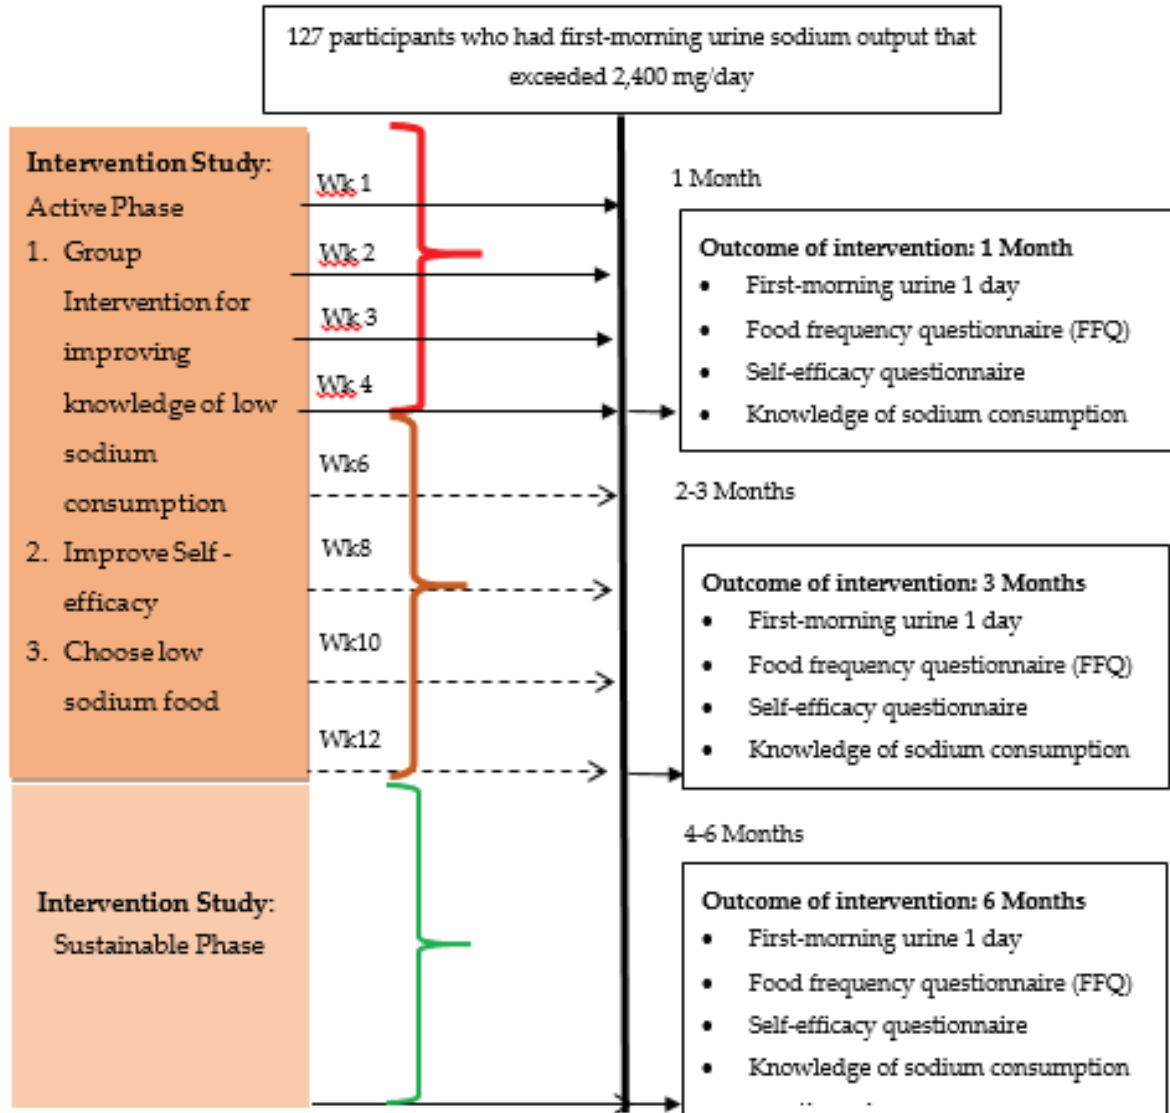 127 participants who had first-morning urine sodium output that
exceeded 2,400 mg/day
Intervention Study:
Active Phase
1. Group
Intervention for
improving
knowledge of low
sodium
consumption
2. Improve Self -
efficacy
3. Choose low
sodium food
Wk 1
Wk 2
Wk 3
Wk 4
Wk6
Wk8
Wk10
Wk12
1 Month
Outcome of intervention: 1 Month
• First-morning urine 1 day
• Food frequency questionnaire (FFQ)
• Self-efficacy questionnaire
• Knowledge of sodium consumption
2-3 Months
Outcome of intervention: 3 Months
• First-morning urine 1 day
• Food frequency questionnaire (FFQ)
• Self-efficacy questionnaire
• Knowledge of sodium consumption
4-6 Months
Intervention Study:
Sustainable Phase
Outcome of intervention: 6 Months
• First-morning urine 1 day
• Food frequency questionnaire (FFQ)
• Self-efficacy questionnaire
• Knowledge of sodium consumption